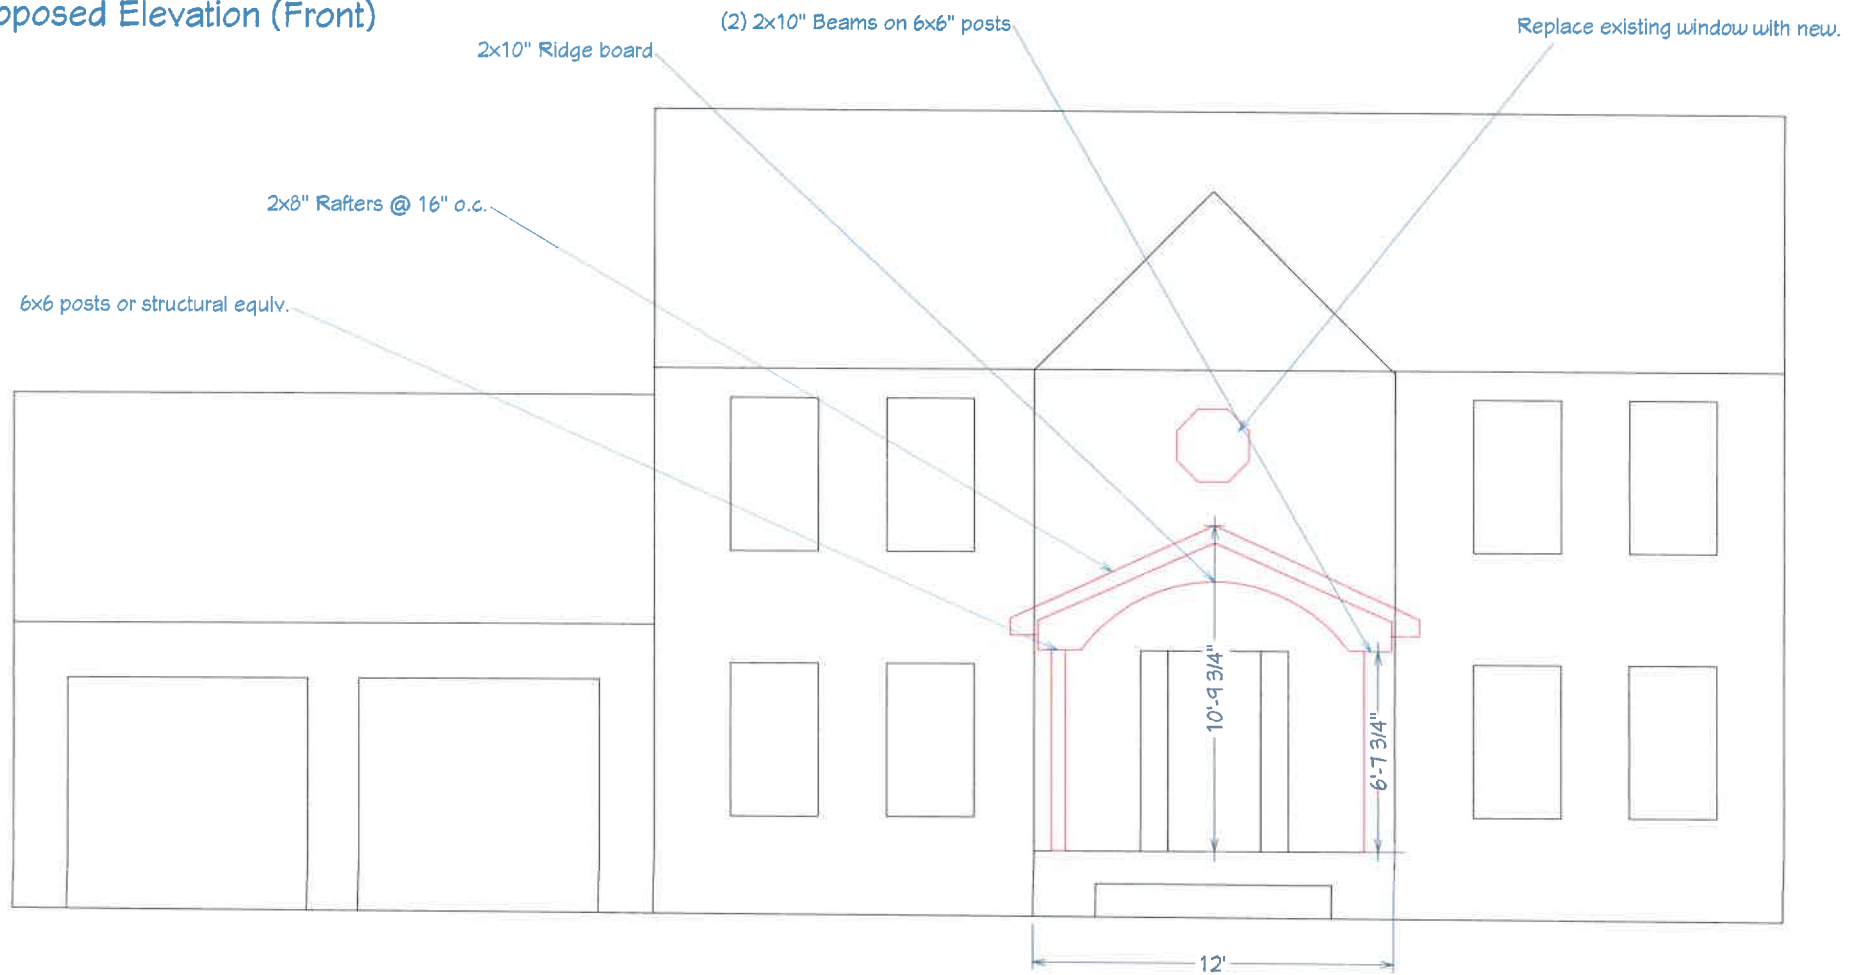 oposed Elevation (Front)
(2) 2x10" Beams on 6x6" posts
Replace existing window with new.
2x10" Ridge board
2x8" Rafters @ 16" o.c.
6x6 posts or structural equiv.
10'-9 3/4"
6'-7 3/4"
12'